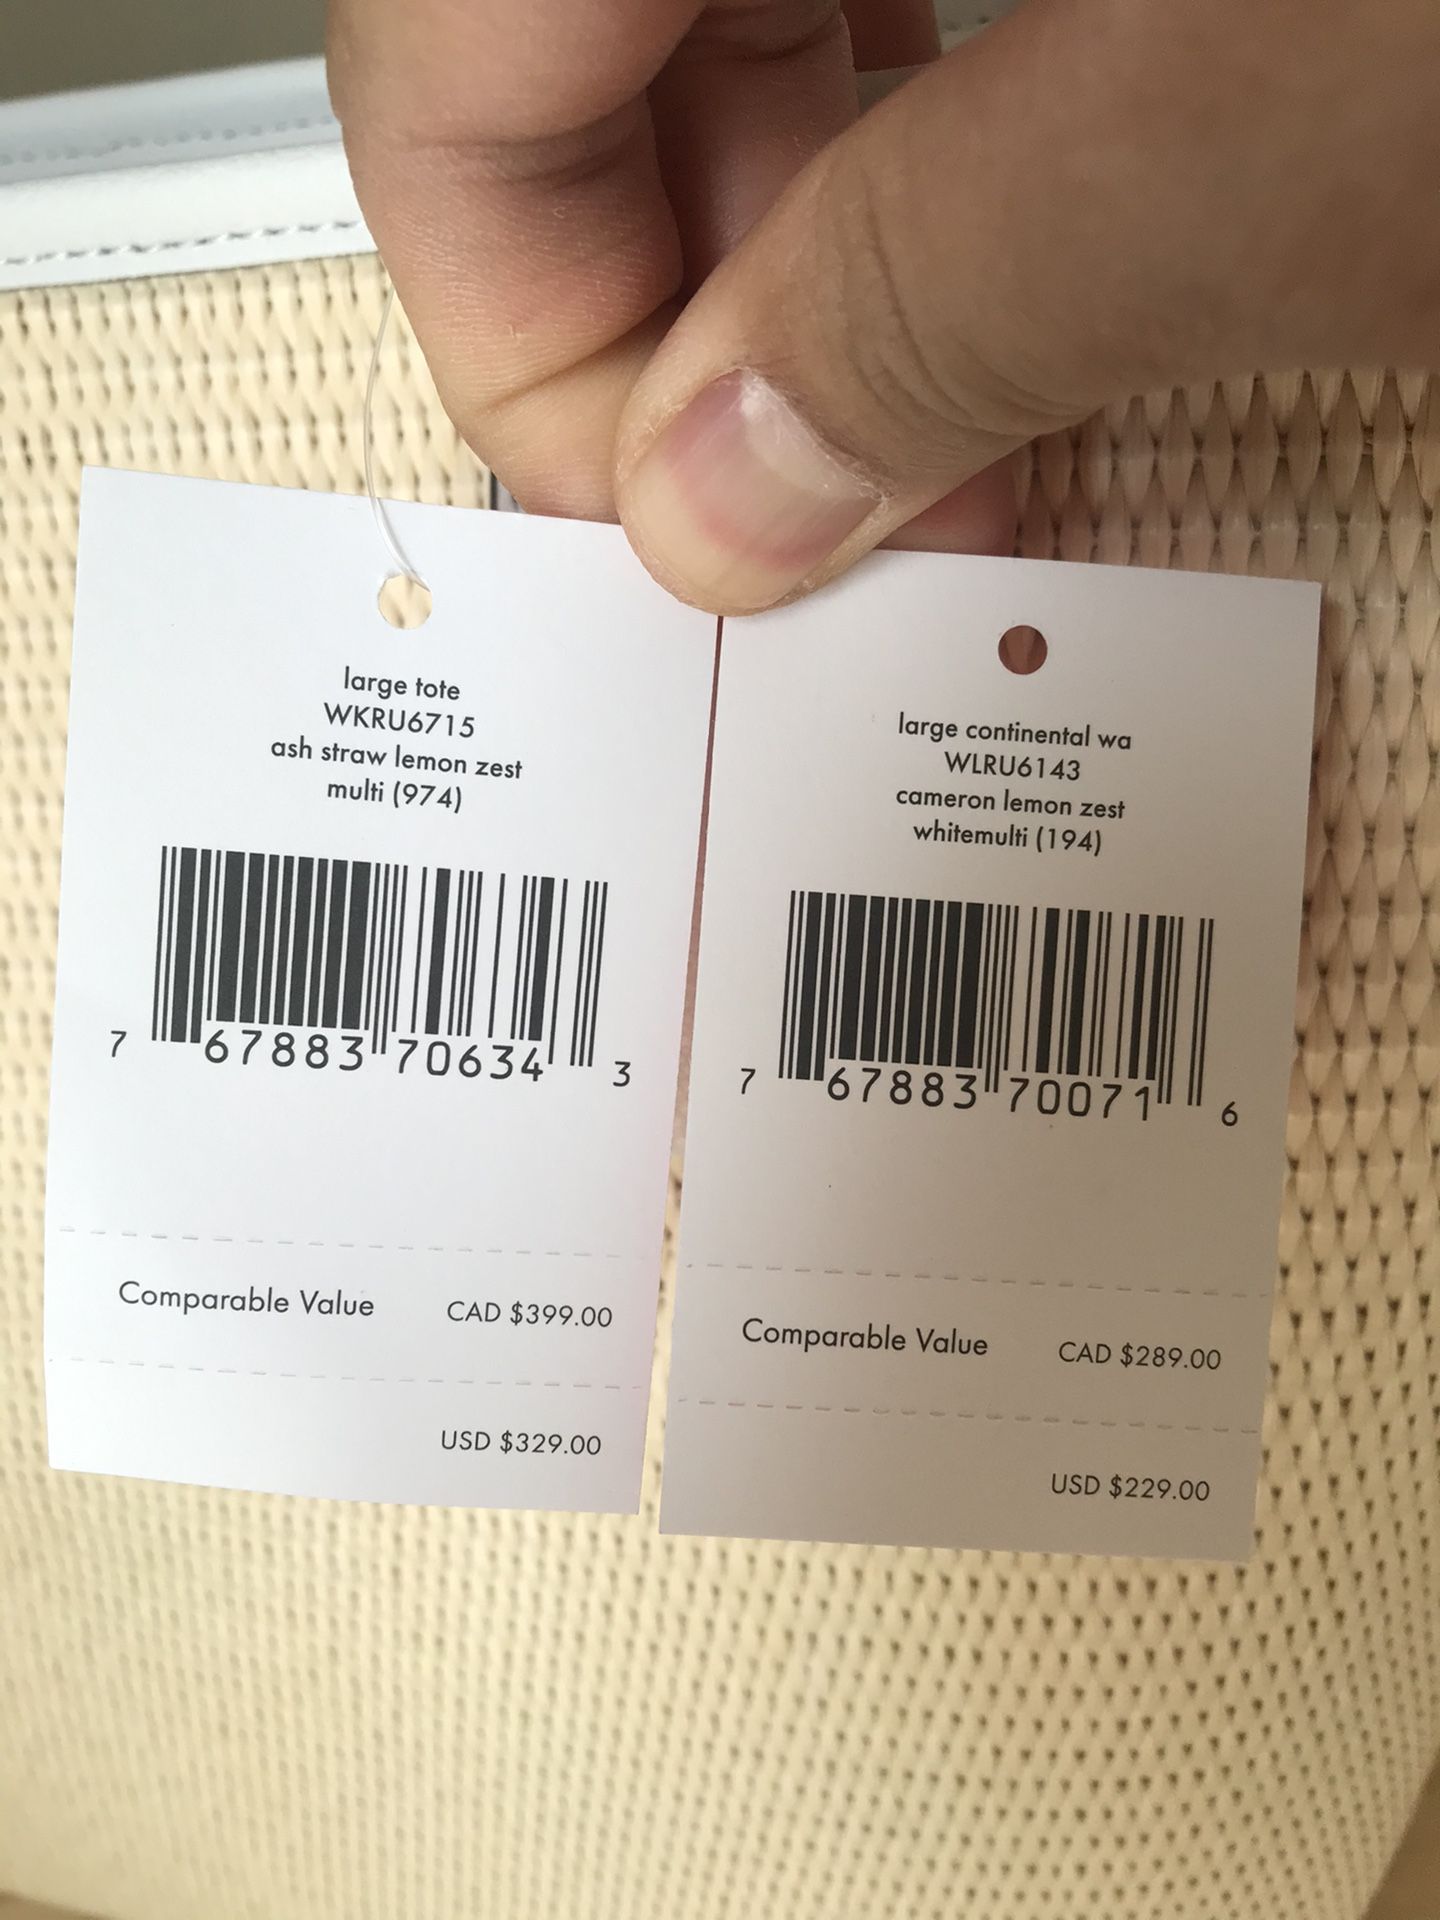 large tote
WKRU6715
ash straw lemon zest
multi (974)
7 67883 70634 3
Comparable Value CAD $399.00
USD $329.00
large continental wa
WLRU6143
cameron lemon zest
whitemulti (194)
7 67883 70071 6
Comparable Value CAD $289.00
USD $229.00